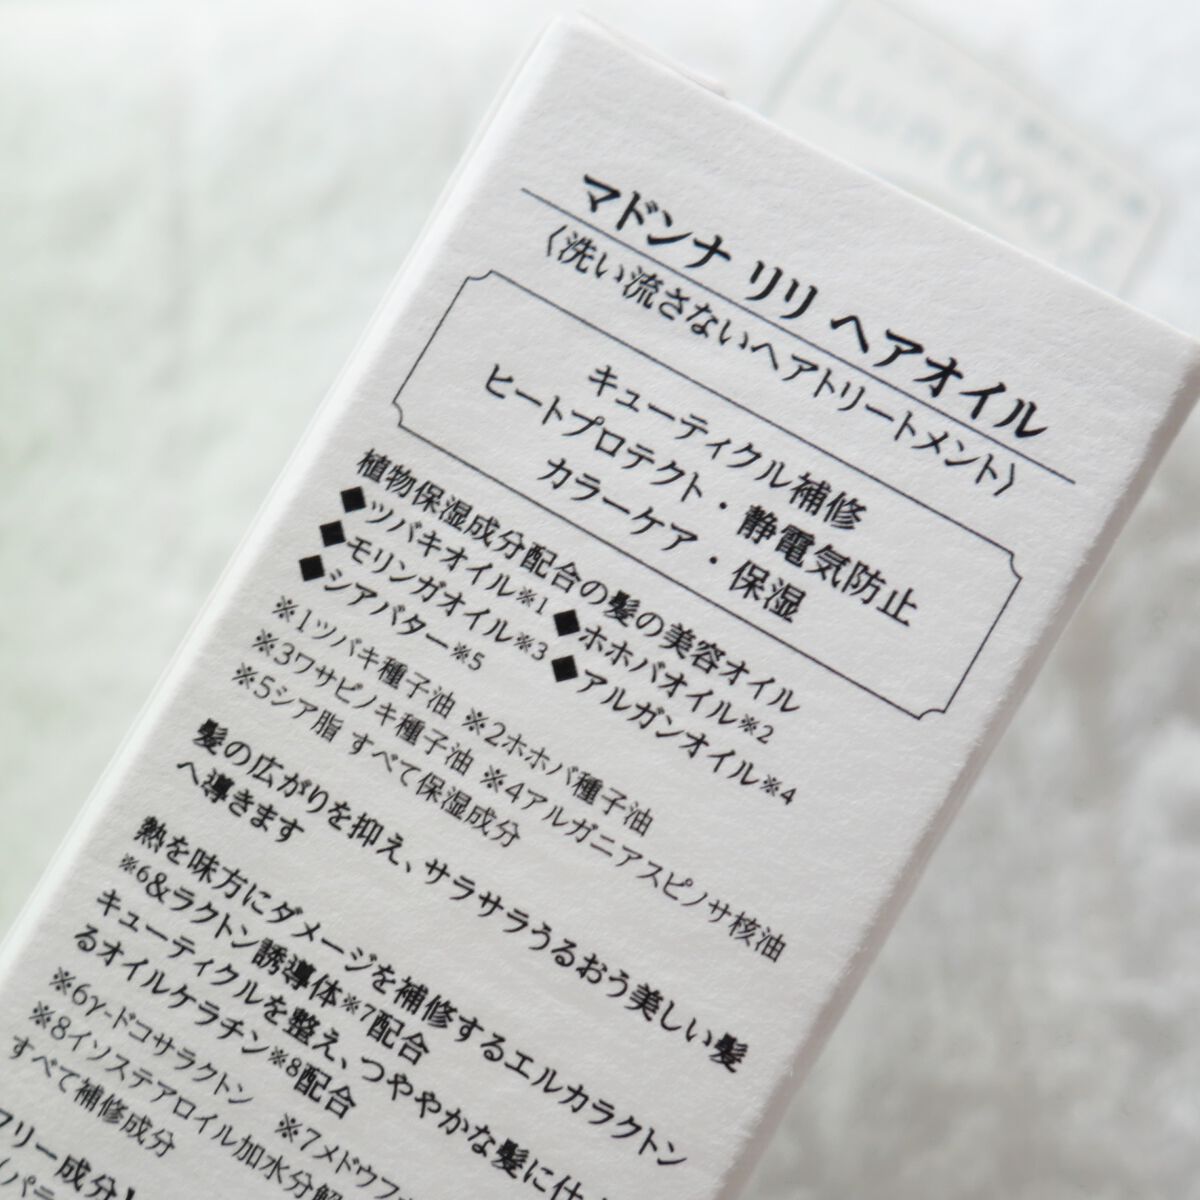 マドンナ リリ ヘアオイル
〈洗い流さないヘアトリートメント〉
キューティクル補修
ヒートプロテクト・静電気防止
カラーケア・保湿
植物保湿成分配合の髪の美容オイル
◆ツバキオイル※1 ◆ホホバオイル※2
◆モリンガオイル※3 ◆アルガンオイル※4
◆シアバター※5
※1ツバキ種子油 ※2ホホバ種子油
※3ワサビノキ種子油 ※4アルガニアスピノサ核油
※5シア脂 すべて保湿成分
髪の広がりを抑え、サラサラうるおう美しい髪
へ導きます
熱を味方にダメージを補修するエルカラクトン
※6&ラクトン誘導体※7配合
キューティクルを整え、つややかな髪に仕
るオイルケラチン※8配合
※6γ-ドコサラクトン ※7メドウフ
※8イソステアロイル加水分解
すべて補修成分
フリー成分